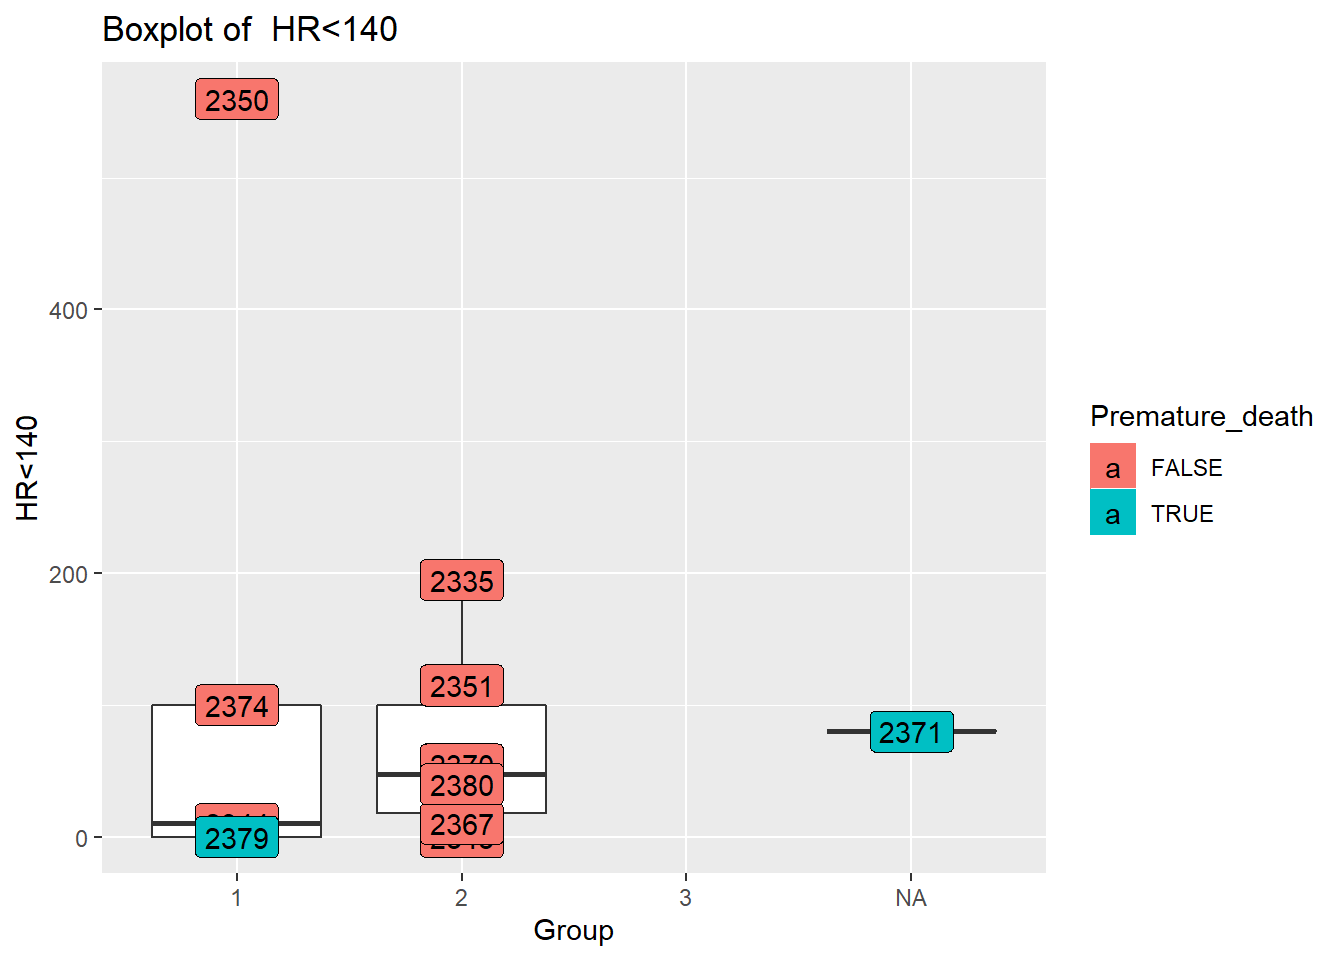 Boxplot of  HR<140
HR<140
400
200
0
2350
2374
2379
2335
2351
2380
2367
2371
1
2
3
NA
Group
Premature_death
a FALSE
a TRUE